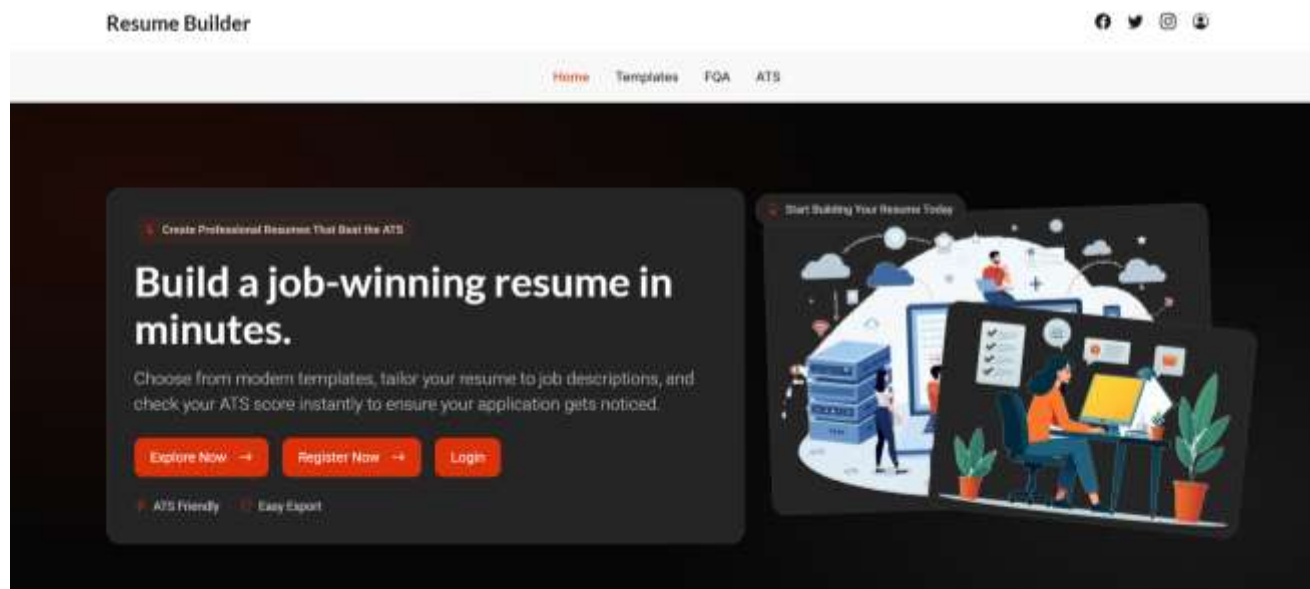 Resume Builder
Home Templates FQA ATS
Create Professional Resumes That Beat the ATS
Build a job-winning resume in
minutes.
Choose from modern templates, tailor your resume to job descriptions, and
check your ATS score instantly to ensure your application gets noticed.
Explore Now → Register Now → Login
ATS Friendly Easy Export
Start Building Your Resume Today